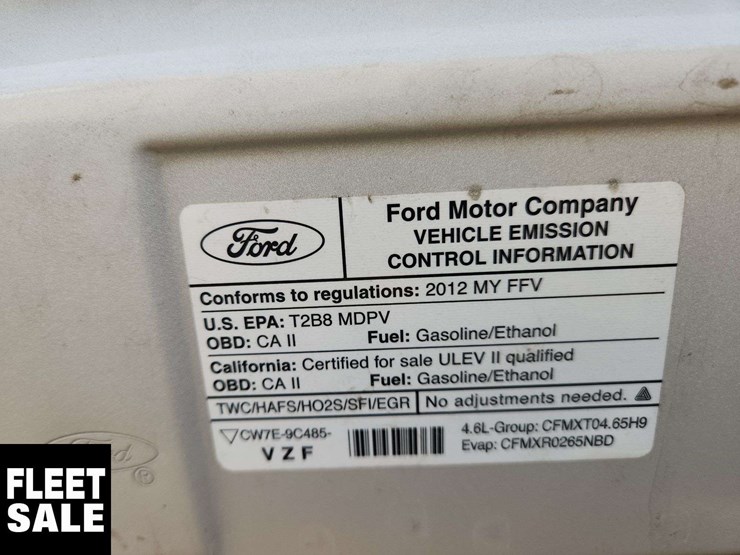 Ford
Ford Motor Company
VEHICLE EMISSION
CONTROL INFORMATION
Conforms to regulations: 2012 MY FFV
U.S. EPA: T2B8 MDPV
OBD: CA II Fuel: Gasoline/Ethanol
California: Certified for sale ULEV II qualified
OBD: CA II Fuel: Gasoline/Ethanol
TWC/HAFS/HO2S/SFI/EGR No adjustments needed.
CW7E-9C485-
VZF
4.6L-Group: CFMXT04.65H9
Evap: CFMXR0265NBD
Ford
FLEET
SALE